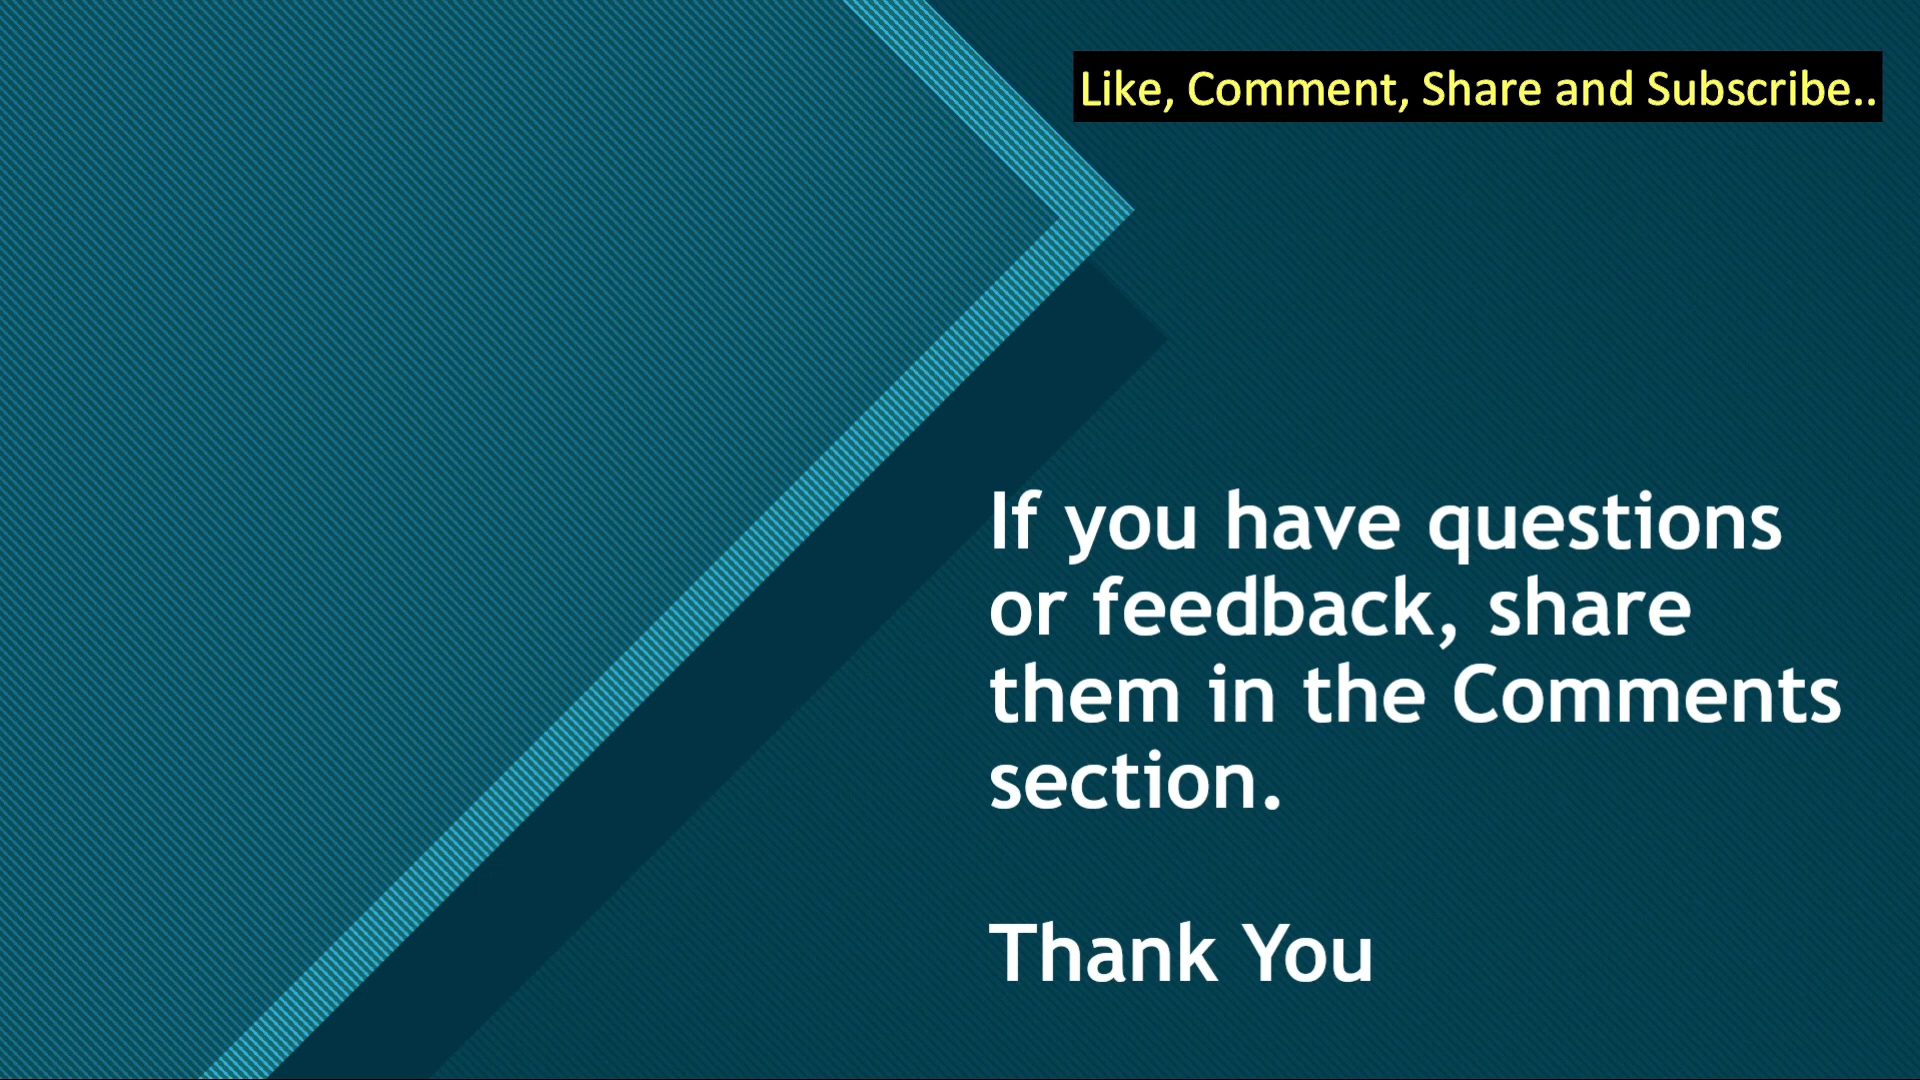 Like, Comment, Share and Subscribe..
If you have questions
or feedback, share
them in the Comments
section.
Thank You